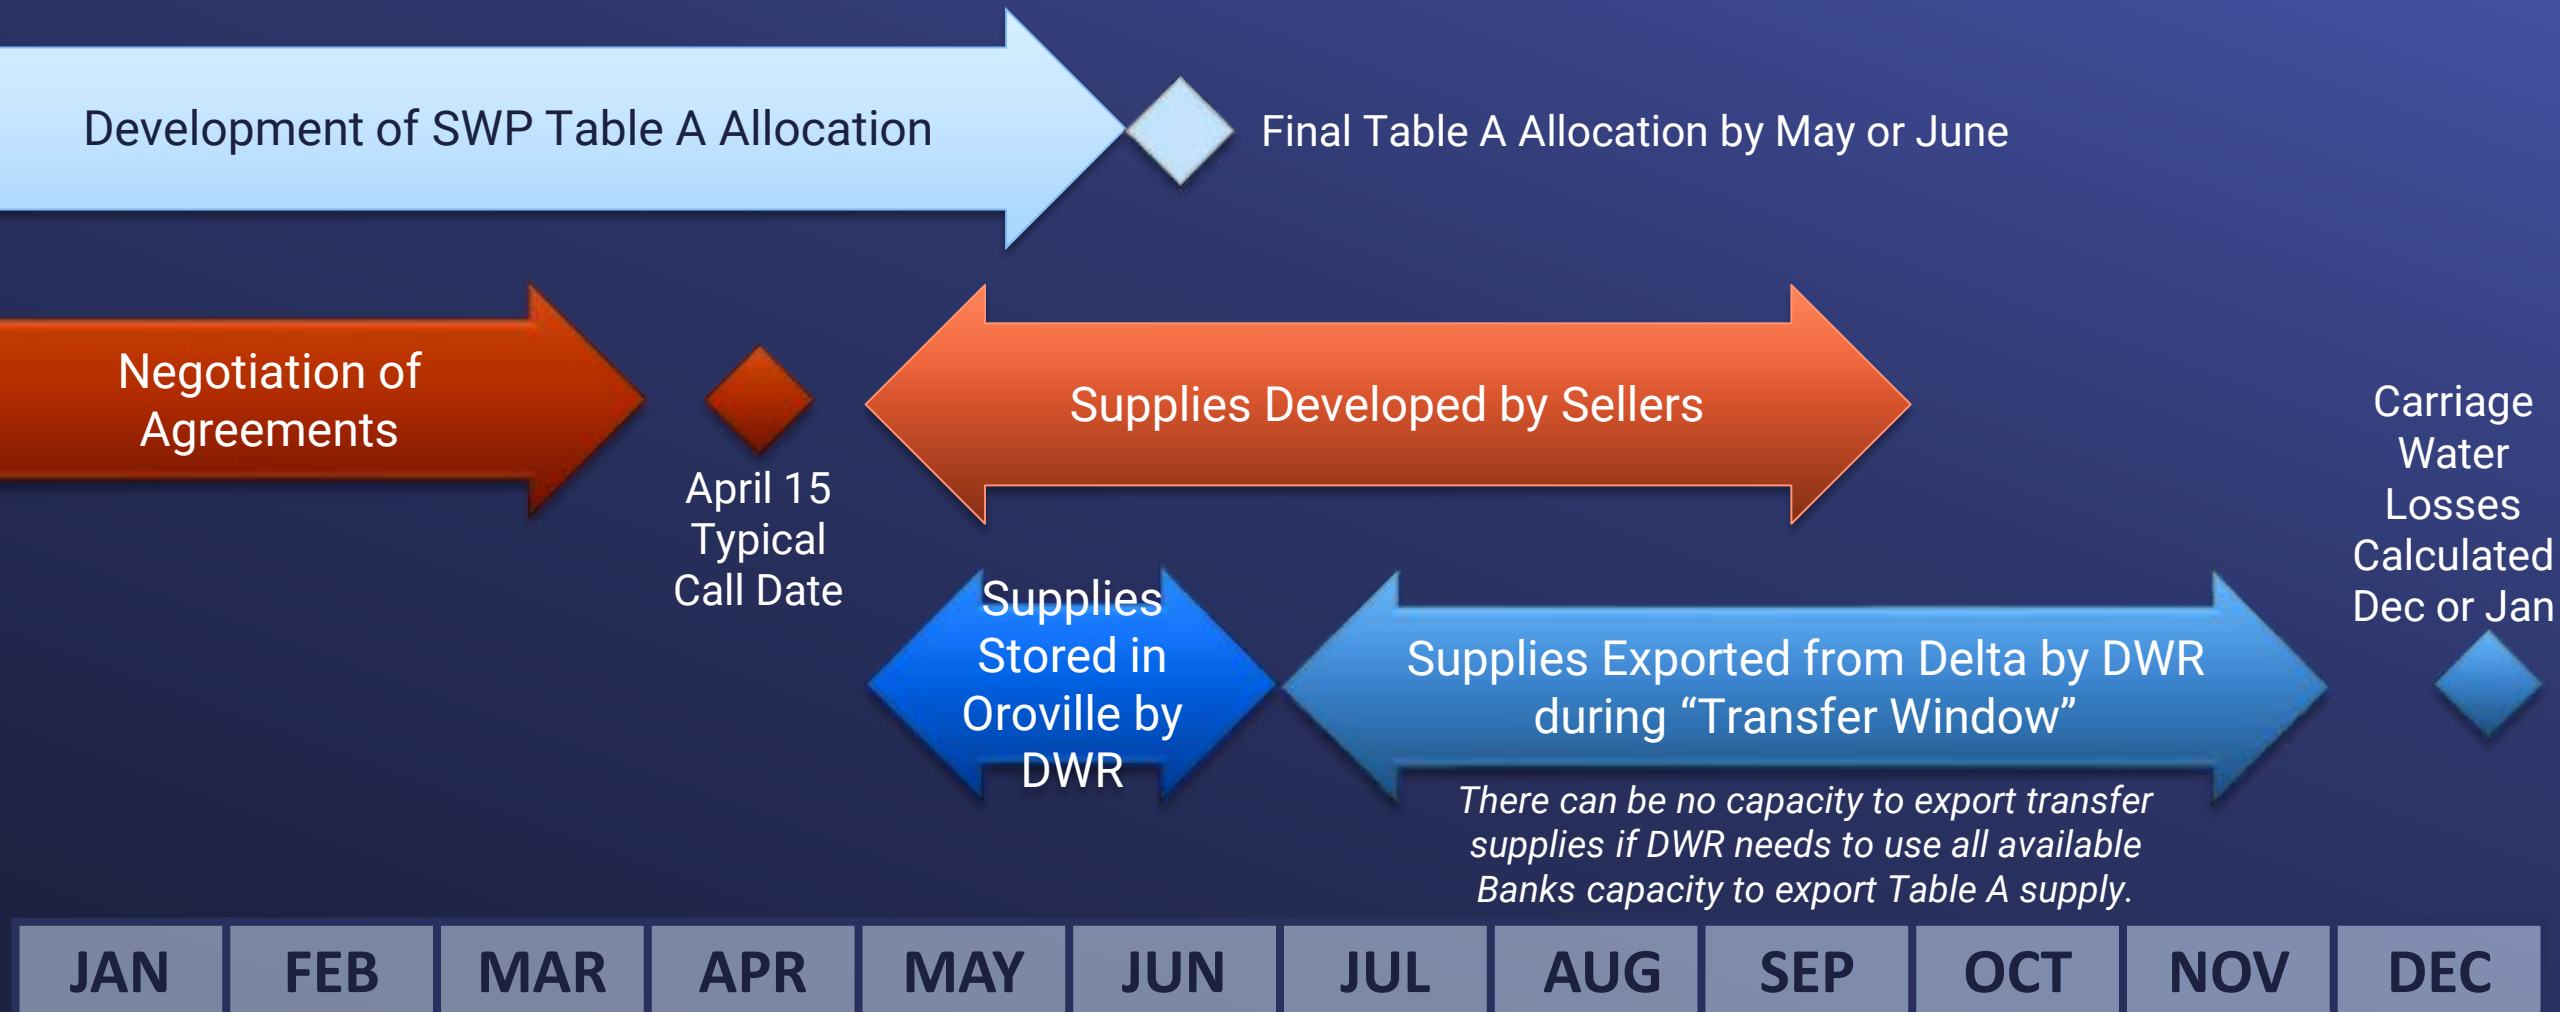 Development of SWP Table A Allocation
Final Table A Allocation by May or June
Negotiation of
Agreements
April 15
Typical
Call Date
Supplies Developed by Sellers
Carriage
Water
Losses
Calculated
Dec or Jan
Supplies
Stored in
Oroville by
DWR
Supplies Exported from Delta by DWR
during “Transfer Window”
There can be no capacity to export transfer
supplies if DWR needs to use all available
Banks capacity to export Table A supply.
JAN FEB MAR APR MAY JUN JUL AUG SEP OCT NOV DEC